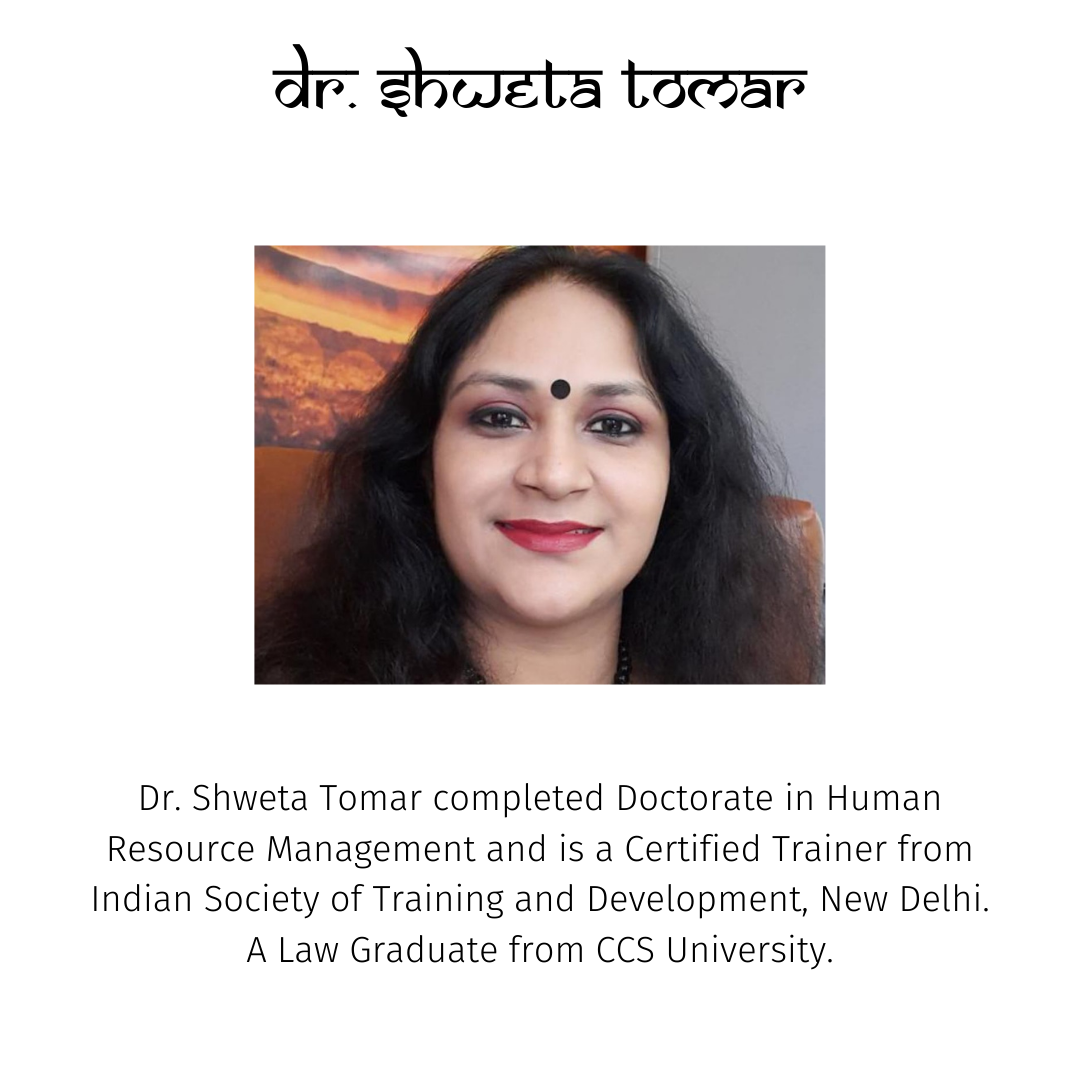 Dr. Shweta Tomar
Dr. Shweta Tomar completed Doctorate in Human
Resource Management and is a Certified Trainer from
Indian Society of Training and Development, New Delhi.
A Law Graduate from CCS University.